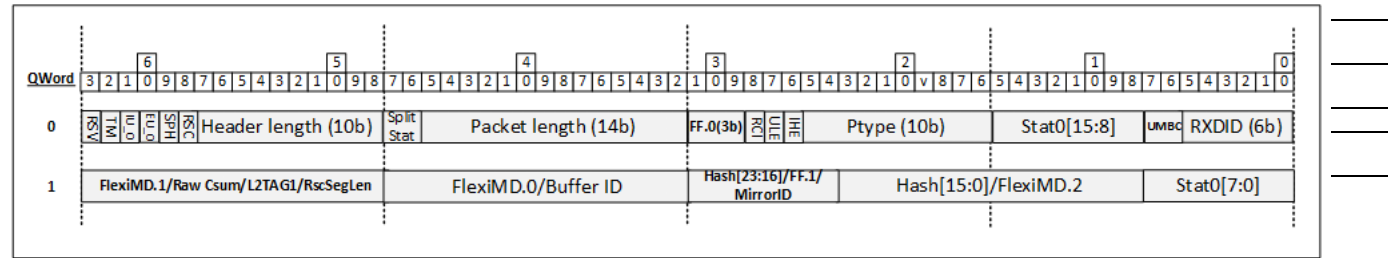 6 5 4 3 2 1 0
QWord 3 2 1 0 9 8 7 6 5 4 3 2 1 0 9 8 7 6 5 4 3 2 1 0 9 8 7 6 5 4 3 2 1 0 9 8 7 6 5 4 3 2 1 0 v 8 7 6 5 4 3 2 1 0 9 8 7 6 5 4 3 2 1 0
0 RSV TM SPH RSC Header length (10b) Split Stat Packet length (14b) FF.0(3b) RCI ULE IHE Ptype (10b) Stat0[15:8] UMBC RXDID (6b)
1 FlexiMD.1/Raw Csum/L2TAG1/RscSegLen FlexiMD.0/Buffer ID Hash[23:16]/FF.1/ MirrorID Hash[15:0]/FlexiMD.2 Stat0[7:0]